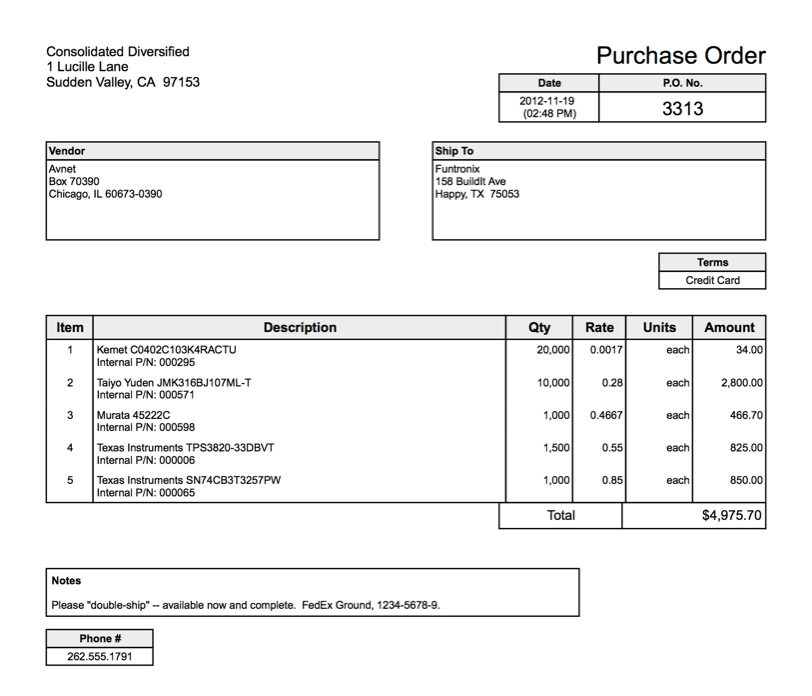 Consolidated Diversified
1 Lucille Lane
Sudden Valley, CA 97153
Purchase Order
Date P.O. No.
2012-11-19
(02:48 PM)
3313
Vendor
Avnet
Box 70390
Chicago, IL 60673-0390
Ship To
Funtronix
158 BuildIt Ave
Happy, TX 75053
Terms
Credit Card
Item Description Qty Rate Units Amount
1 Kemet C0402C103K4RACTU 20,000 0.0017 each 34.00
Internal P/N: 000295
2 Taiyo Yuden JMK316BJ107ML-T 10,000 0.28 each 2,800.00
Internal P/N: 000571
3 Murata 45222C 1,000 0.4667 each 466.70
Internal P/N: 000598
4 Texas Instruments TPS3820-33DBVT 1,500 0.55 each 825.00
Internal P/N: 000006
5 Texas Instruments SN74CB3T3257PW 1,000 0.85 each 850.00
Internal P/N: 000065
Total $4,975.70
Notes
Please "double-ship" -- available now and complete. FedEx Ground, 1234-5678-9.
Phone #
262.555.1791